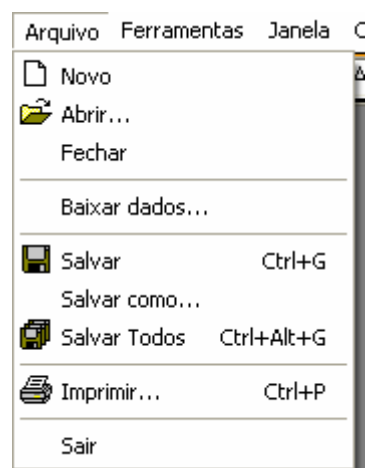 Arquivo Ferramentas Janela
Novo
Abrir...
Fechar
Baixar dados...
Salvar Ctrl+G
Salvar como...
Salvar Todos Ctrl+Alt+G
Imprimir... Ctrl+P
Sair